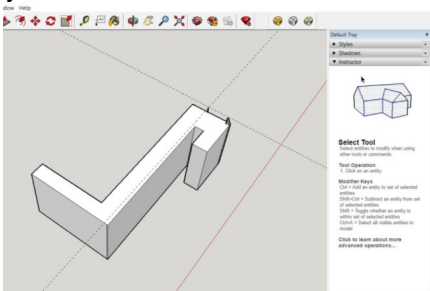 ndow Help
Default Tray
Styles
Shadows
Instructor
Select Tool
Select entities to modify when using
other tools or commands.
Tool Operation
1. Click on an entity.
Modifier Keys
Ctrl = Add an entity to set of selected
entities
Shift+Ctrl = Subtract an entity from set
of selected entities
Shift = Toggle whether an entity is
within set of selected entities
Ctrl+A = Select all visible entities in
model
Click to learn about more
advanced operations...